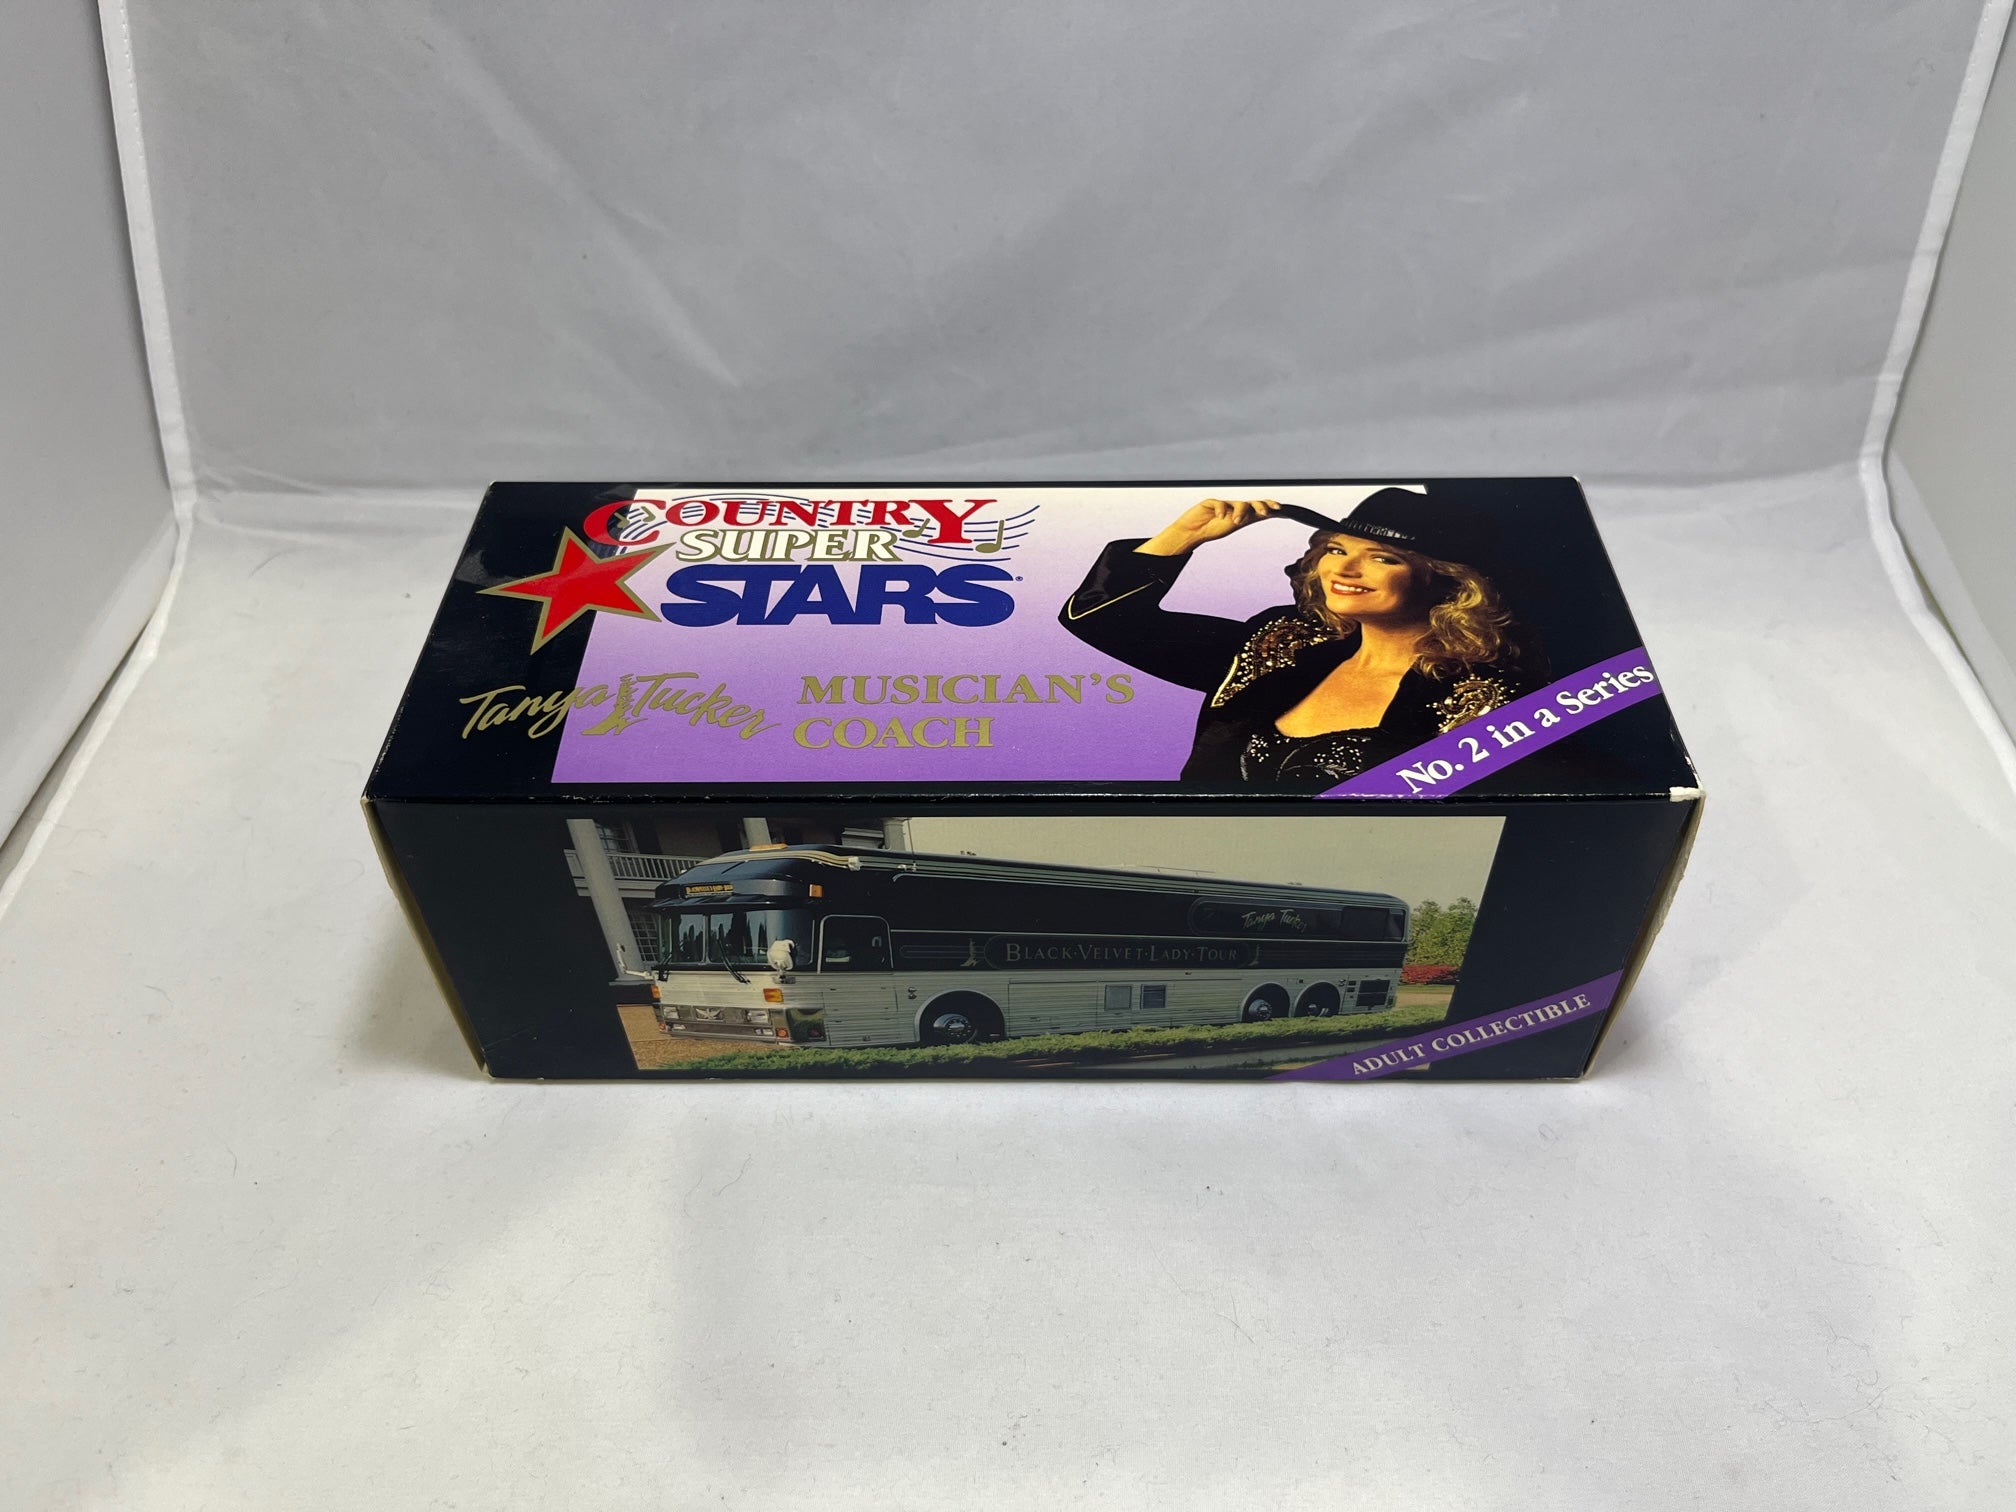 COUNTRY
SUPER
STARS®
Tanya Tucker
MUSICIAN'S
COACH
No. 2 in a Series
Tanya Tucker
BLACK·VELVET·LADY·TOUR
ADULT COLLECTIBLE